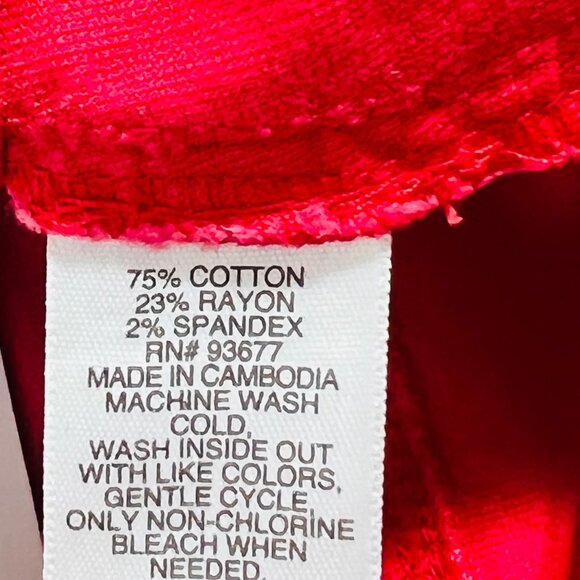 75% COTTON
23% RAYON
2% SPANDEX
RN# 93677
MADE IN CAMBODIA
MACHINE WASH
COLD,
WASH INSIDE OUT
WITH LIKE COLORS,
GENTLE CYCLE
ONLY NON-CHLORINE
BLEACH WHEN
NEEDED,